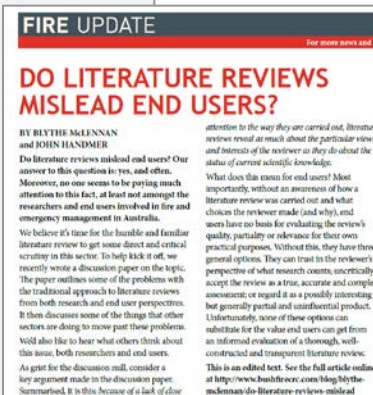 FIRE UPDATE
For more news and
DO LITERATURE REVIEWS
MISLEAD END USERS?
BY BLYTHE McLENNAN
and JOHN HANDMER
Do literature reviews mislead end users? Our
answer to this question is: yes, and often.
Moreover, no one seems to be paying much
attention to this fact, at least not amongst the
researchers and end users involved in fire and
emergency management in Australia.
We believe it's time for the humble and familiar
literature review to get some direct and critical
scrutiny in this sector. To help kick it off, we
recently wrote a discussion paper on the topic.
The paper outlines some of the problems with
the traditional approach to literature reviews
from both research and end user perspectives.
It then discusses some of the things that other
sectors are doing to move past these problems.
We'd also like to hear what others think about
this issue, both researchers and end users.
As grist for the discussion mill, consider a
key argument made in the discussion paper.
Summarised, it is this: because of a lack of close
attention to the way they are carried out, literature
reviews reveal as much about the particular views
and interests of the reviewer as they do about the
status of current scientific knowledge.
What does this mean for end users? Most
importantly, without an awareness of how a
literature review was carried out and what
choices the reviewer made (and why), end
users have no basis for evaluating the review's
quality, partiality or relevance for their own
practical purposes. Without this, they have three
general options. They can trust in the reviewer's
perspective of what research counts; uncritically
accept the review as a true, accurate and complete
assessment; or regard it as a possibly interesting
but generally partial and uninfluential product.
Unfortunately, none of these options can
substitute for the value end users can get from
an informed evaluation of a thorough, well-
constructed and transparent literature review.
This is an edited text. See the full article online
at http://www.bushfirecrc.com/blog/blythe-
mclennan/do-literature-reviews-mislead